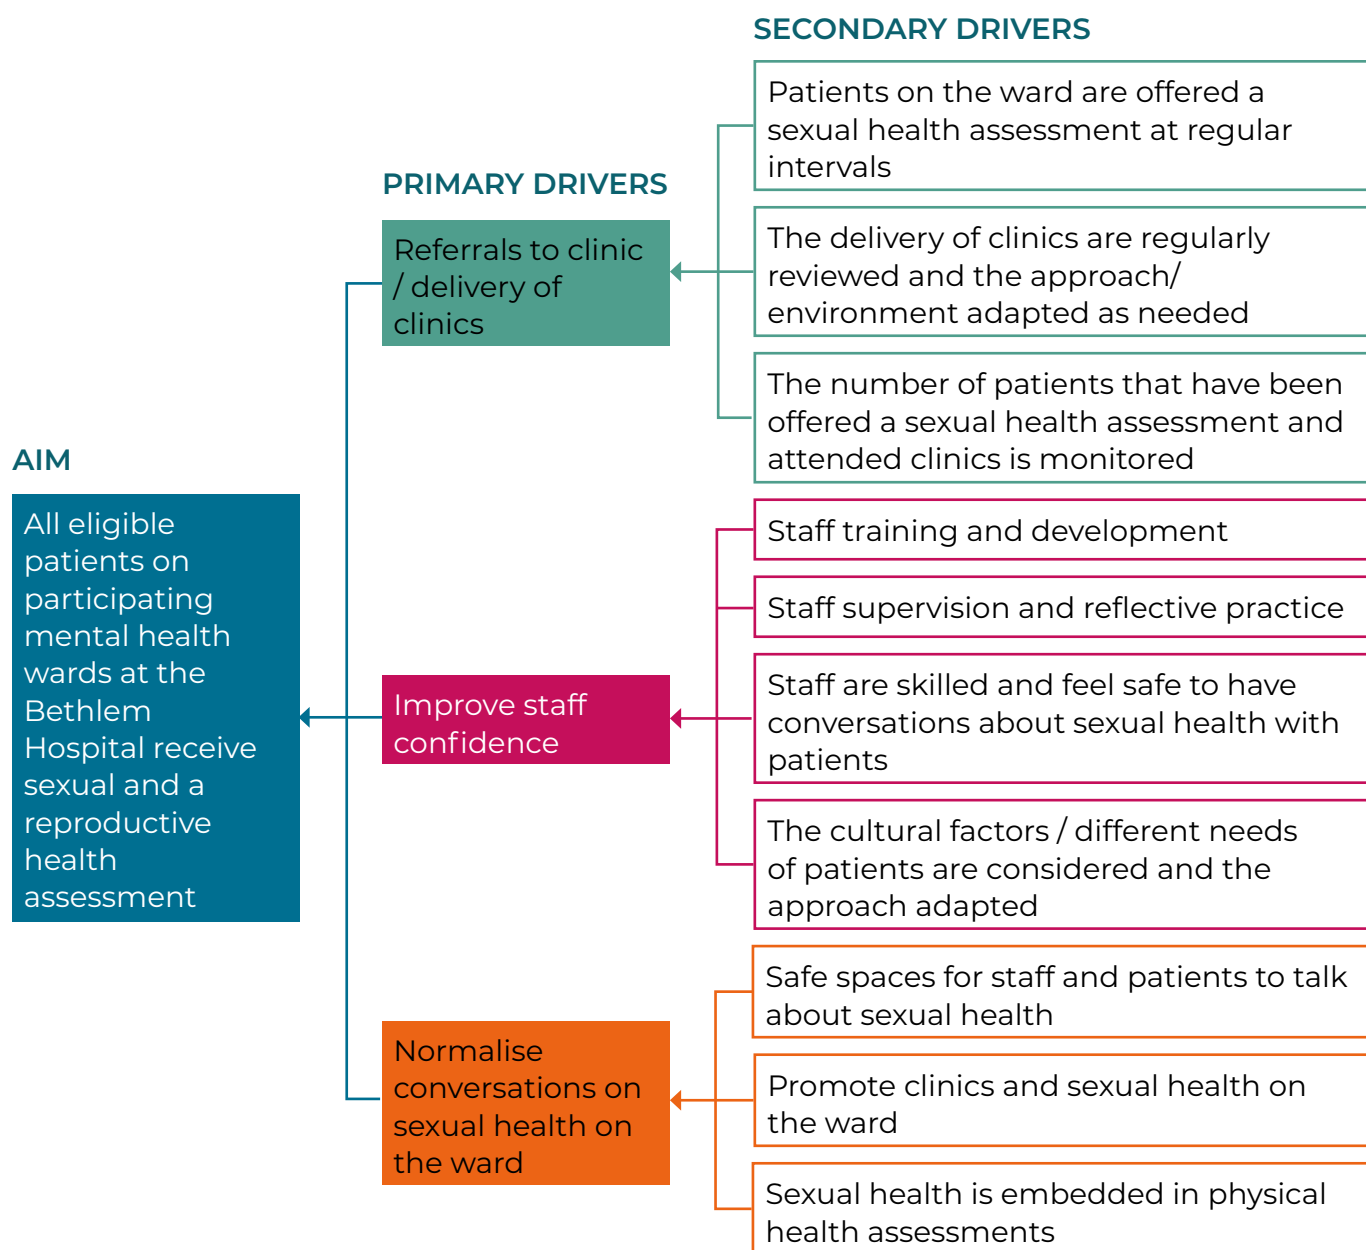 AIM
All eligible
patients on
participating
mental health
wards at the
Bethlem
Hospital receive
sexual and a
reproductive
health
assessment
PRIMARY DRIVERS
Referrals to clinic
/ delivery of
clinics
Improve staff
confidence
Normalise
conversations on
sexual health on
the ward
SECONDARY DRIVERS
Patients on the ward are offered a
sexual health assessment at regular
intervals
The delivery of clinics are regularly
reviewed and the approach/
environment adapted as needed
The number of patients that have been
offered a sexual health assessment and
attended clinics is monitored
Staff training and development
Staff supervision and reflective practice
Staff are skilled and feel safe to have
conversations about sexual health with
patients
The cultural factors / different needs
of patients are considered and the
approach adapted
Safe spaces for staff and patients to talk
about sexual health
Promote clinics and sexual health on
the ward
Sexual health is embedded in physical
health assessments